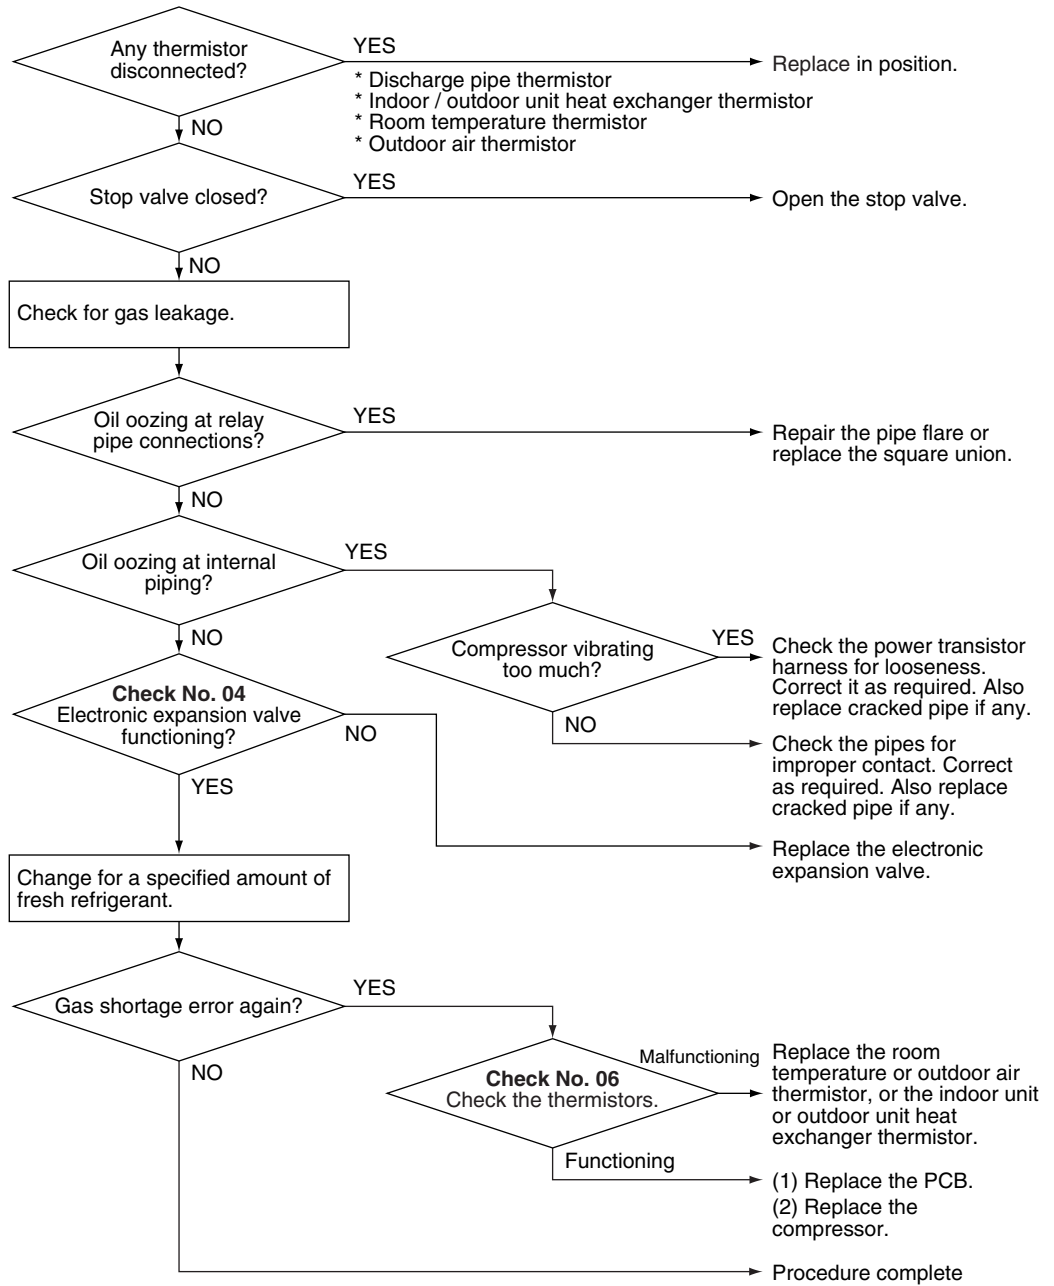 Any thermistor
disconnected?
YES
* Discharge pipe thermistor
* Indoor / outdoor unit heat exchanger thermistor
* Room temperature thermistor
* Outdoor air thermistor
Replace in position.
NO
Stop valve closed?
YES
Open the stop valve.
NO
Check for gas leakage.
Oil oozing at relay
pipe connections?
YES
Repair the pipe flare or
replace the square union.
NO
Oil oozing at internal
piping?
YES
NO
Compressor vibrating
too much?
YES
Check the power transistor
harness for looseness.
Correct it as required. Also
replace cracked pipe if any.
NO
Check the pipes for
improper contact. Correct
as required. Also replace
cracked pipe if any.
Check No. 04
Electronic expansion valve
functioning?
NO
Replace the electronic
expansion valve.
YES
Change for a specified amount of
fresh refrigerant.
Gas shortage error again?
YES
NO
Check No. 06
Check the thermistors.
Malfunctioning
Replace the room
temperature or outdoor air
thermistor, or the indoor unit
or outdoor unit heat
exchanger thermistor.
Functioning
(1) Replace the PCB.
(2) Replace the
compressor.
Procedure complete